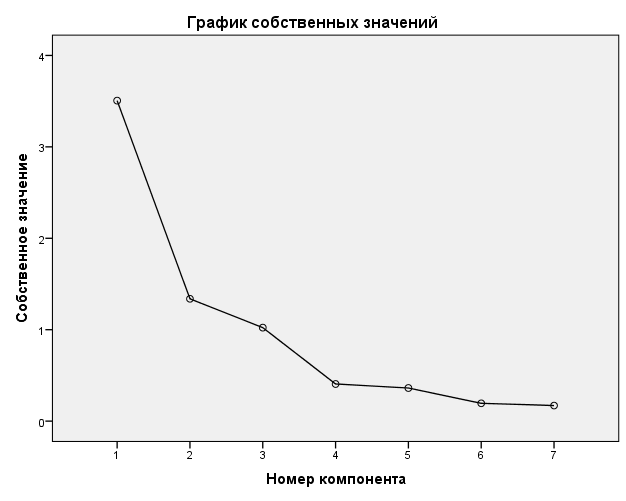 График собственных значений
4
3
2
1
0
Собственное значение
1 2 3 4 5 6 7
Номер компонента